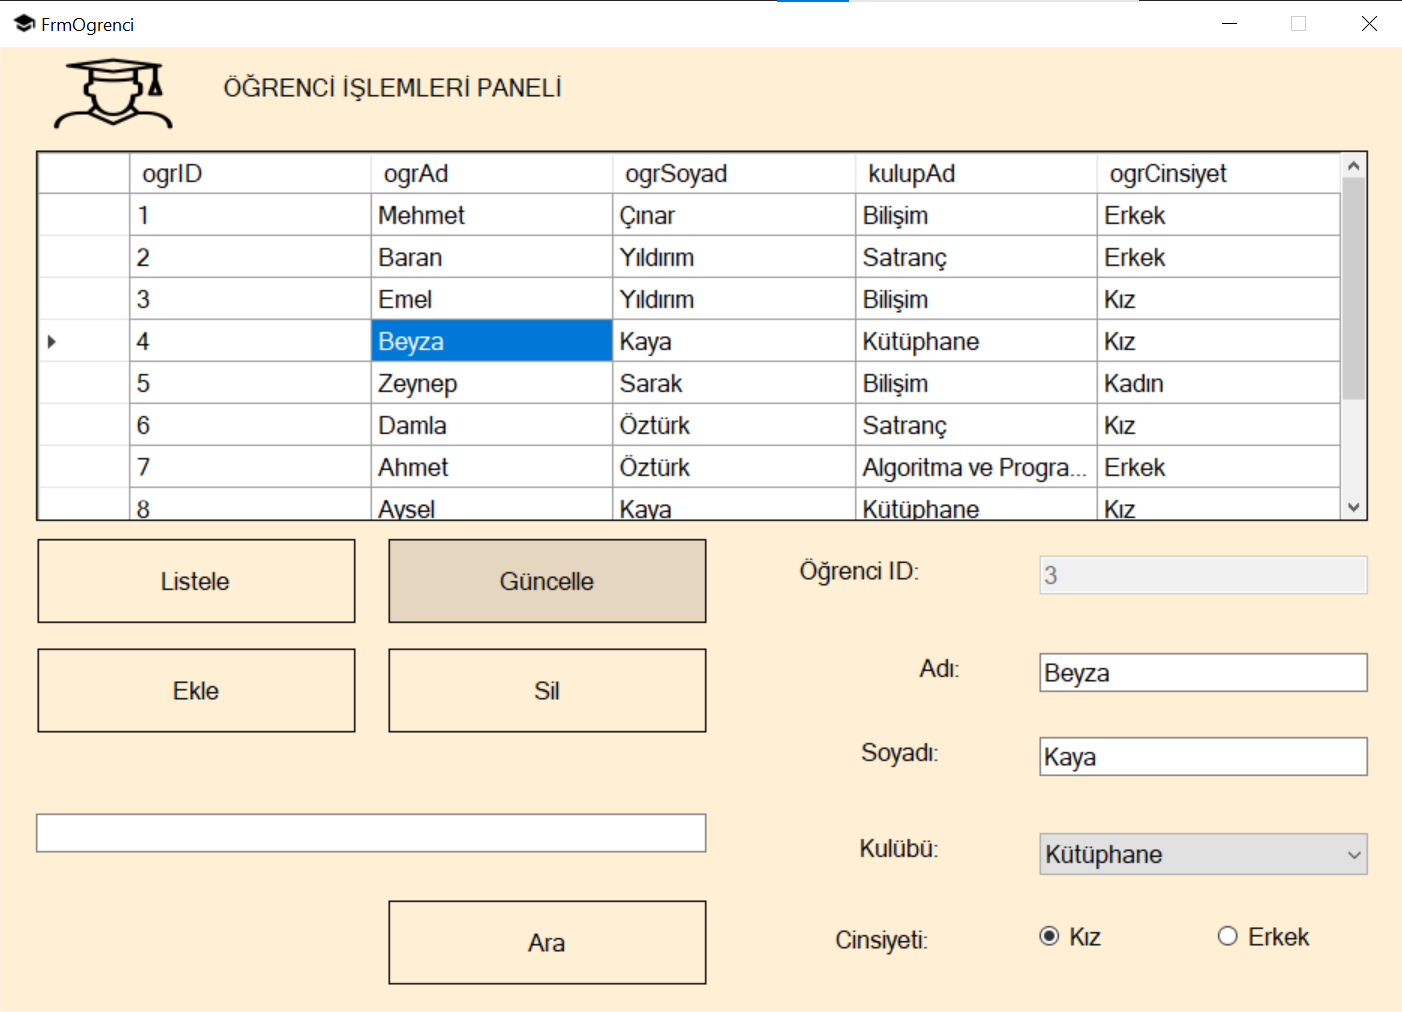 FrmOgrenci
ÖĞRENCİ İŞLEMLERİ PANELİ
ogrID ogrAd ogrSoyad kulupAd ogrCinsiyet
1 Mehmet Çınar Bilişim Erkek
2 Baran Yıldırım Satranç Erkek
3 Emel Yıldırım Bilişim Kız
4 Beyza Kaya Kütüphane Kız
5 Zeynep Sarak Bilişim Kadın
6 Damla Öztürk Satranç Kız
7 Ahmet Öztürk Algoritma ve Progra... Erkek
8 Aysel Kaya Kütüphane Kız
Listele
Güncelle
Ekle
Sil
Ara
Öğrenci ID: 3
Adı: Beyza
Soyadı: Kaya
Kulübü: Kütüphane
Cinsiyeti: Kız Erkek